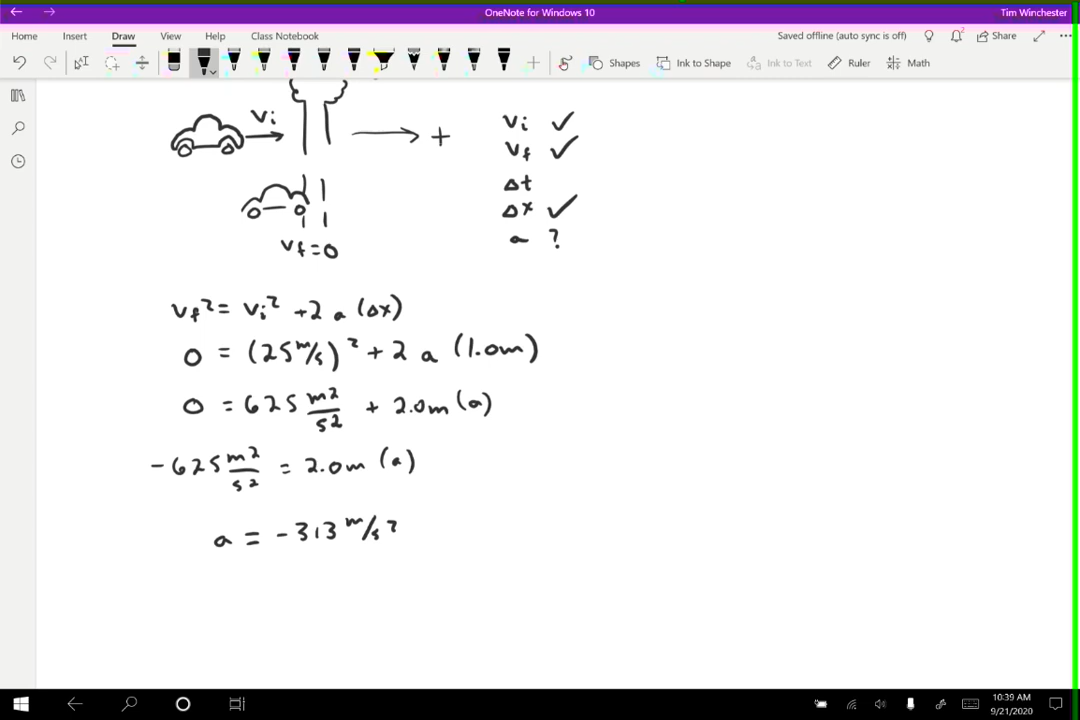 OneNote for Windows 10
Tim Winchester
Home Insert Draw View Help Class Notebook
Saved offline (auto sync is off) Share
Shapes Ink to Shape Ink to Text Ruler Math
vi → +
vi ✓
vf ✓
Δt
Δx ✓
a ?
vf = 0
vf² = vi² + 2 a (Δx)
0 = (25 m/s)² + 2 a (1.0m)
0 = 625 m²/s² + 2.0m (a)
-625 m²/s² = 2.0m (a)
a = -313 m/s²
10:39 AM
9/21/2020